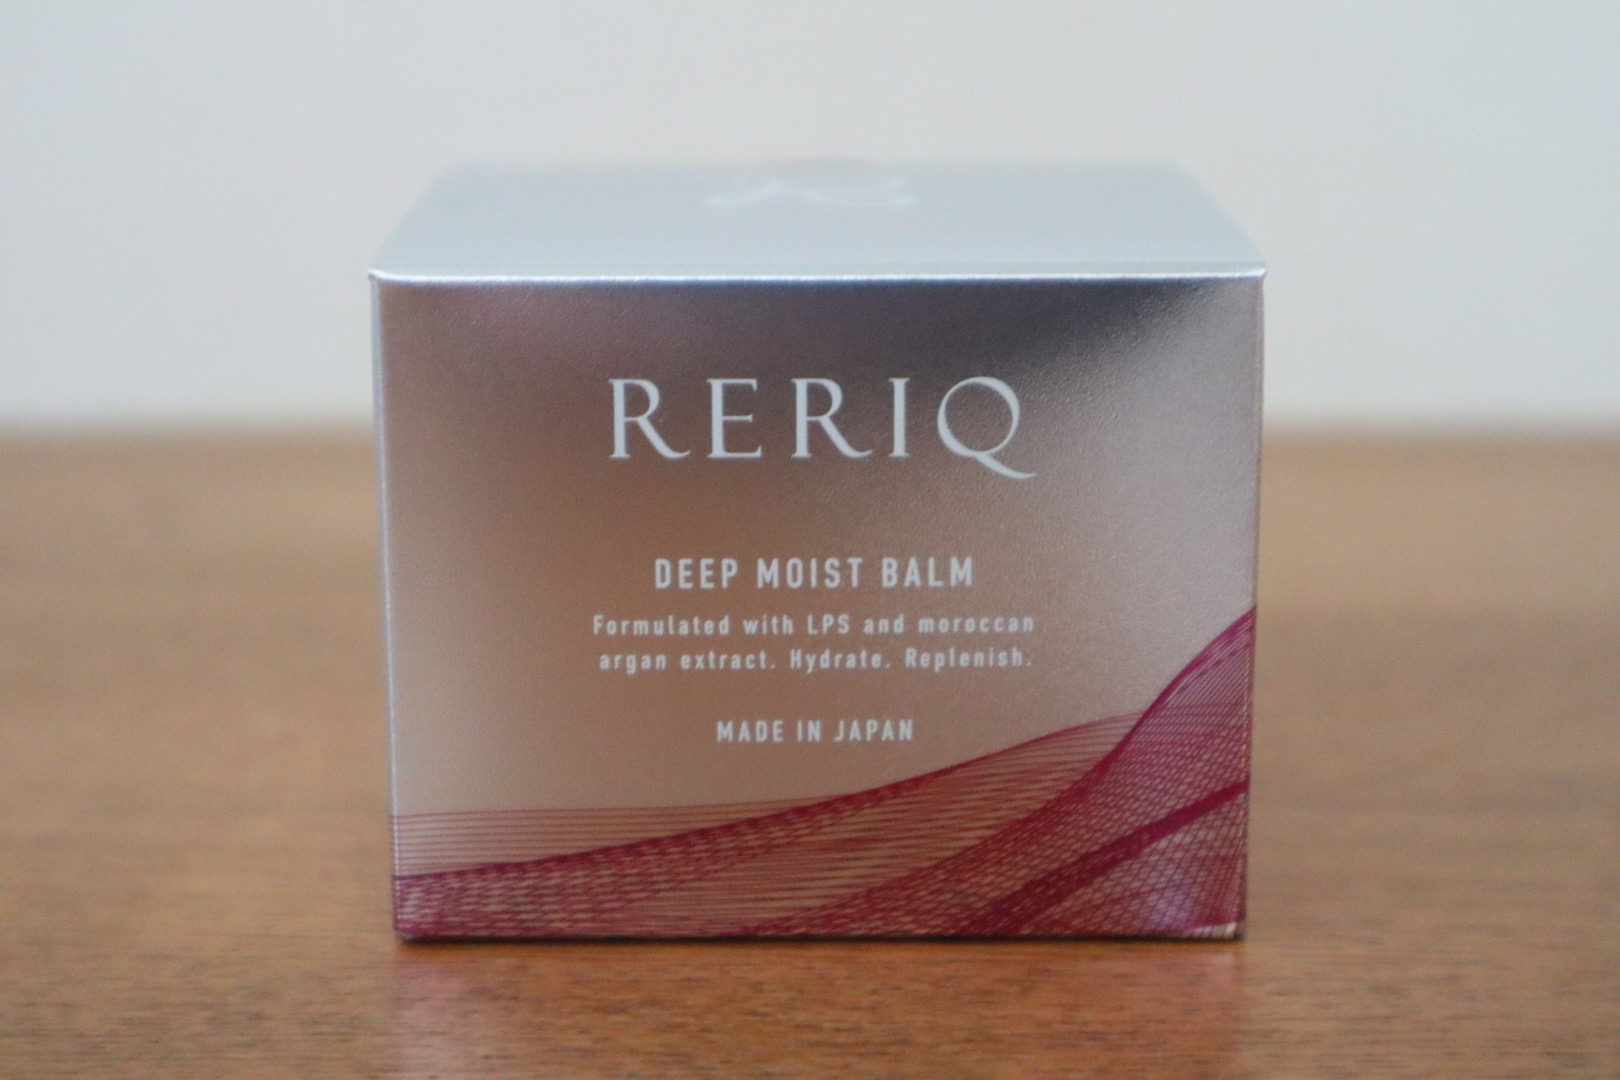 RERIQ
DEEP MOIST BALM
Formulated with LPS and moroccan
argan extract. Hydrate. Replenish.
MADE IN JAPAN